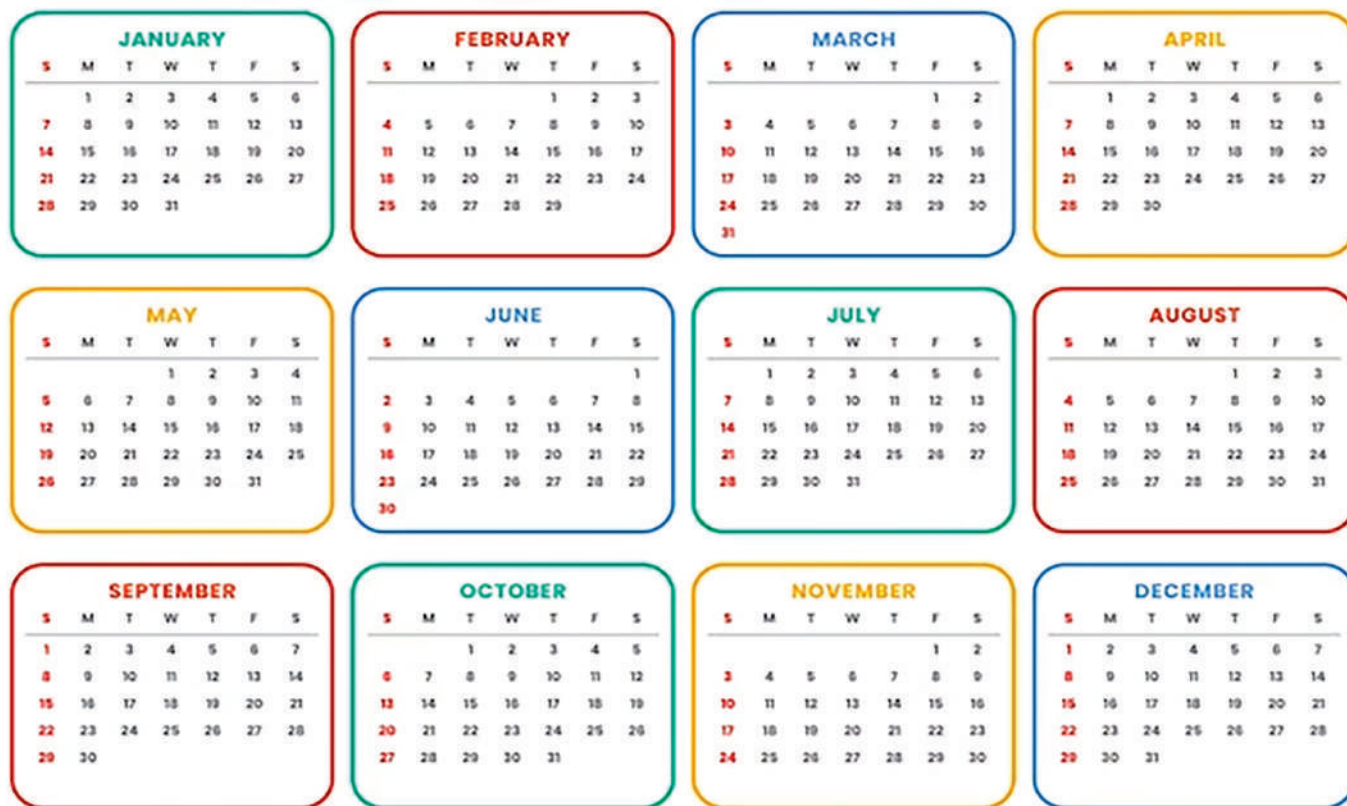 JANUARY
S M T W T F S
1 2 3 4 5 6
7 8 9 10 11 12 13
14 15 16 17 18 19 20
21 22 23 24 25 26 27
28 29 30 31
FEBRUARY
S M T W T F S
1 2 3
4 5 6 7 8 9 10
11 12 13 14 15 16 17
18 19 20 21 22 23 24
25 26 27 28 29
MARCH
S M T W T F S
1 2
3 4 5 6 7 8 9
10 11 12 13 14 15 16
17 18 19 20 21 22 23
24 25 26 27 28 29 30
31
APRIL
S M T W T F S
1 2 3 4 5 6
7 8 9 10 11 12 13
14 15 16 17 18 19 20
21 22 23 24 25 26 27
28 29 30
MAY
S M T W T F S
1 2 3 4
5 6 7 8 9 10 11
12 13 14 15 16 17 18
19 20 21 22 23 24 25
26 27 28 29 30 31
JUNE
S M T W T F S
1
2 3 4 5 6 7 8
9 10 11 12 13 14 15
16 17 18 19 20 21 22
23 24 25 26 27 28 29
30
JULY
S M T W T F S
1 2 3 4 5 6
7 8 9 10 11 12 13
14 15 16 17 18 19 20
21 22 23 24 25 26 27
28 29 30 31
AUGUST
S M T W T F S
1 2 3
4 5 6 7 8 9 10
11 12 13 14 15 16 17
18 19 20 21 22 23 24
25 26 27 28 29 30 31
SEPTEMBER
S M T W T F S
1 2 3 4 5 6 7
8 9 10 11 12 13 14
15 16 17 18 19 20 21
22 23 24 25 26 27 28
29 30
OCTOBER
S M T W T F S
1 2 3 4 5
6 7 8 9 10 11 12
13 14 15 16 17 18 19
20 21 22 23 24 25 26
27 28 29 30 31
NOVEMBER
S M T W T F S
1 2
3 4 5 6 7 8 9
10 11 12 13 14 15 16
17 18 19 20 21 22 23
24 25 26 27 28 29 30
DECEMBER
S M T W T F S
1 2 3 4 5 6 7
8 9 10 11 12 13 14
15 16 17 18 19 20 21
22 23 24 25 26 27 28
29 30 31